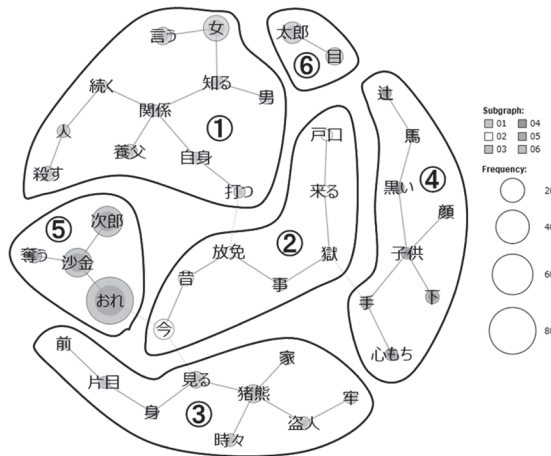 女
言う
太郎
目
⑥
知る
続く
男
関係
①
人
養父
自身
殺す
打つ
辻
馬
黒い
④
顔
子供
下
手
心もち
戸口
来る
②
放免
獄
事
昔
今
⑤
次郎
奪う
沙金
おれ
前
片目
見る
家
猪熊
牢
身
③
盗人
時々
Subgraph:
01 04
02 05
03 06
Frequency:
20
40
60
80